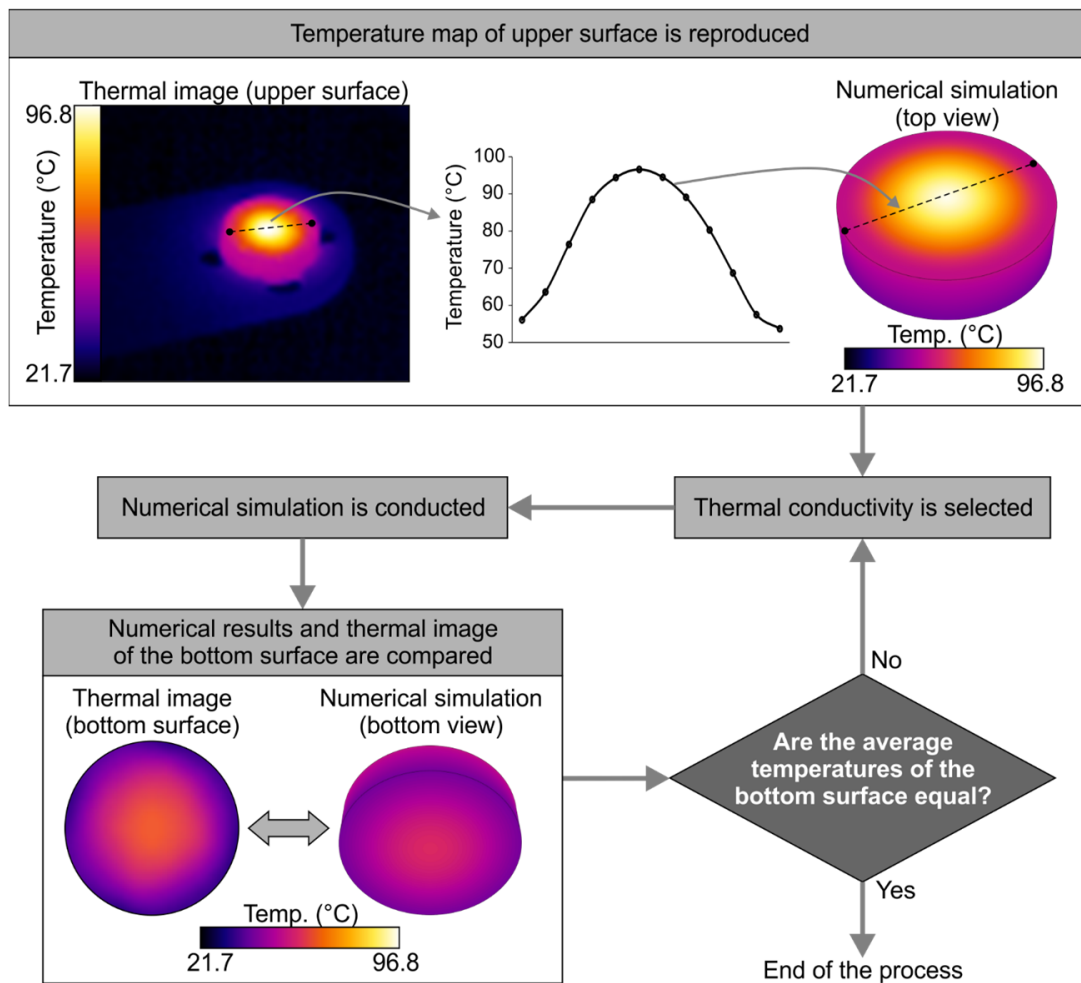 Temperature map of upper surface is reproduced
Thermal image (upper surface)
96.8
Temperature (°C)
21.7
Temperature (°C)
100
90
80
70
60
50
Numerical simulation
(top view)
Temp. (°C)
21.7 96.8
Numerical simulation is conducted
Thermal conductivity is selected
Numerical results and thermal image
of the bottom surface are compared
Thermal image
(bottom surface)
Numerical simulation
(bottom view)
Temp. (°C)
21.7 96.8
No
Are the average
temperatures of the
bottom surface equal?
Yes
End of the process